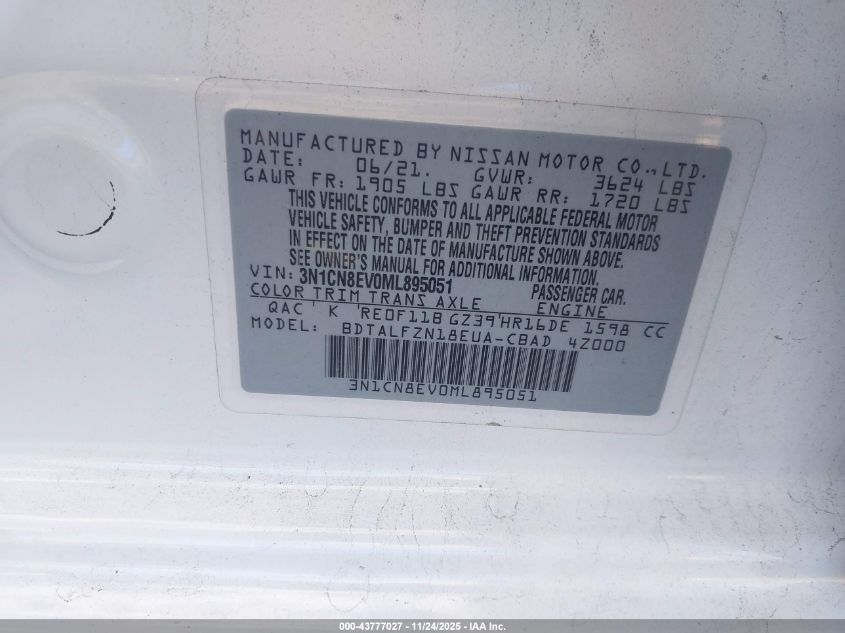 MANUFACTURED BY NISSAN MOTOR CO.,LTD.
DATE: 06/21. GVWR: 3624 LBS
GAWR FR: 1905 LBS GAWR RR: 1720 LBS
THIS VEHICLE CONFORMS TO ALL APPLICABLE FEDERAL MOTOR
VEHICLE SAFETY, BUMPER AND THEFT PREVENTION STANDARDS
IN EFFECT ON THE DATE OF MANUFACTURE SHOWN ABOVE.
SEE OWNER'S MANUAL FOR ADDITIONAL INFORMATION.
VIN: 3N1CN8EV0ML895051 PASSENGER CAR.
COLOR TRIM TRANS AXLE ENGINE
QAC K RE0F11B GZ39 HR16DE 1598 CC
MODEL: BDTALFZN18EUA-CBAD 4Z000
3N1CN8EV0ML895051
000-43777027 - 11/24/2025 - IAA Inc.